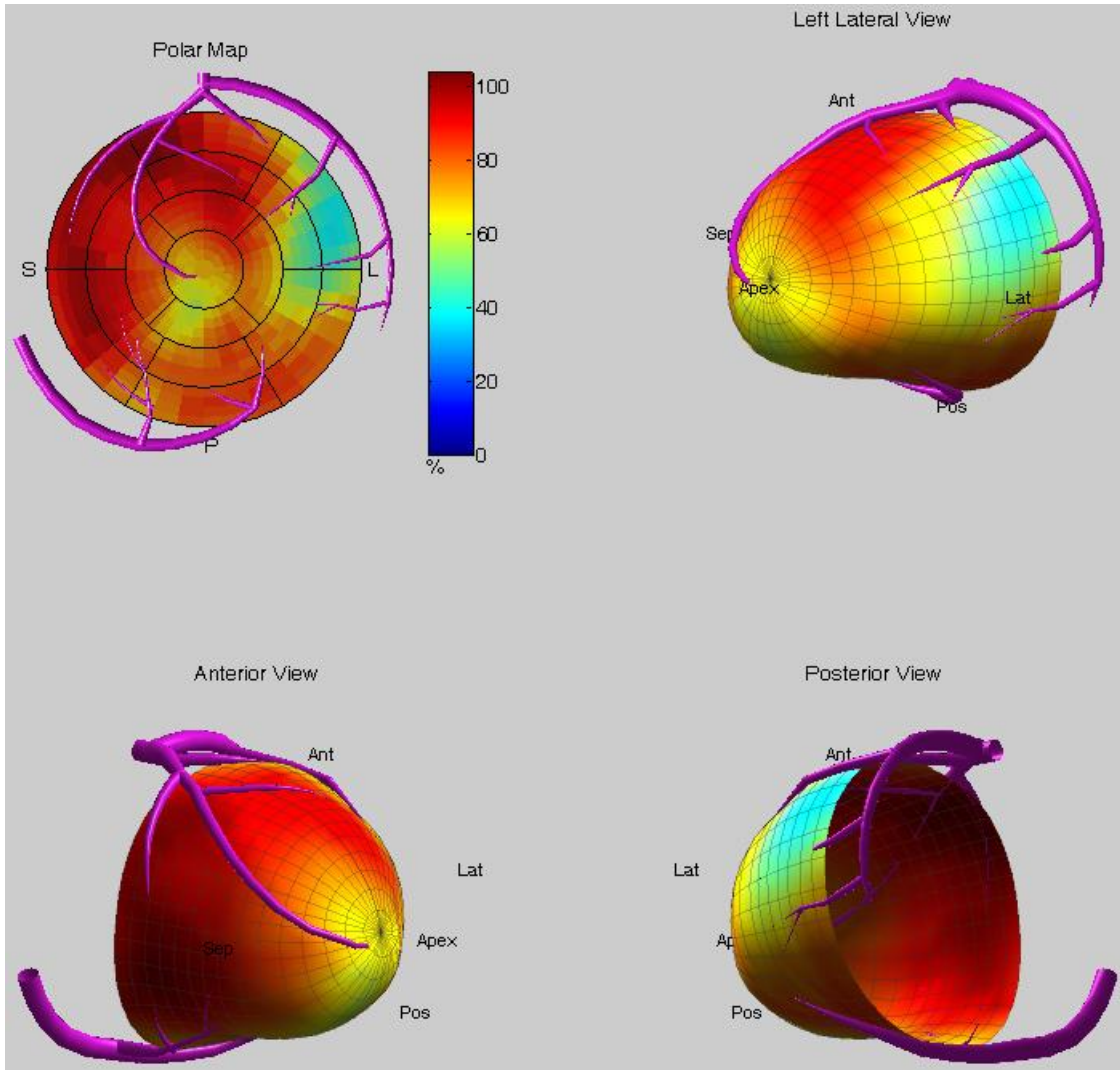 Polar Map
S
L
P
100
80
60
40
20
0
%
Left Lateral View
Ant
Sep
Apex
Lat
Pos
Anterior View
Ant
Lat
Sep
Apex
Pos
Posterior View
Ant
Lat
Ap
Pos